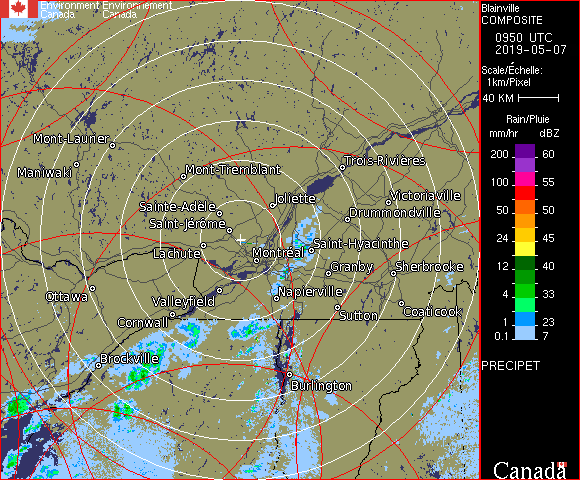 Environment Environnement
Canada Canada
Blainville
COMPOSITE
0950 UTC
2019-05-07
Scale/Échelle:
1km/Pixel
40 KM
Rain/Pluie
mm/hr dBZ
200 60
100 55
50 50
24 45
12 40
4 33
1 23
0.1 7
PRECIPET
Canada
Mont-Laurier
Maniwaki
Mont-Tremblant
Trois-Rivières
Joliette
Victoriaville
Sainte-Adèle
Drummondville
Saint-Jérôme
Saint-Hyacinthe
Lachute
Montréal
Granby
Sherbrooke
Ottawa
Valleyfield
Napierville
Coaticook
Cornwall
Sutton
Brockville
Burlington